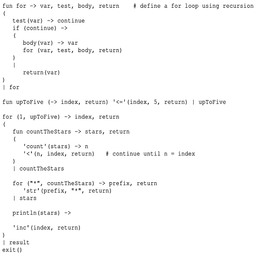 fun for -> var, test, body, return    # define a for loop using recursion
{
   test(var) -> continue
   if (continue) ->
   {
      body(var) -> var
      for (var, test, body, return)
   }
   |
      return(var)
}
| for

fun upToFive (-> index, return) '<='(index, 5, return) | upToFive

for (1, upToFive) -> index, return
{
   fun countTheStars -> stars, return
   {
      'count'(stars) -> n
      '<'(n, index, return)   # continue until n = index
   }
   | countTheStars

   for ("*", countTheStars) -> prefix, return
      'str'(prefix, "*", return)
   | stars

   println(stars) ->

   'inc'(index, return)
}
| result
exit()